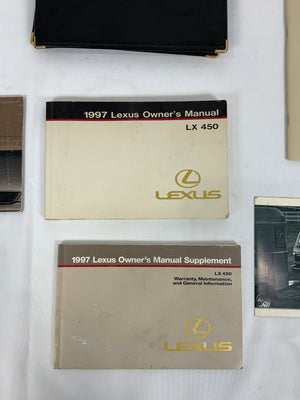 1997 Lexus Owner's Manual
LX 450
LEXUS
1997 Lexus Owner's Manual Supplement
LX 450
Warranty, Maintenance,
and General Information
LEXUS